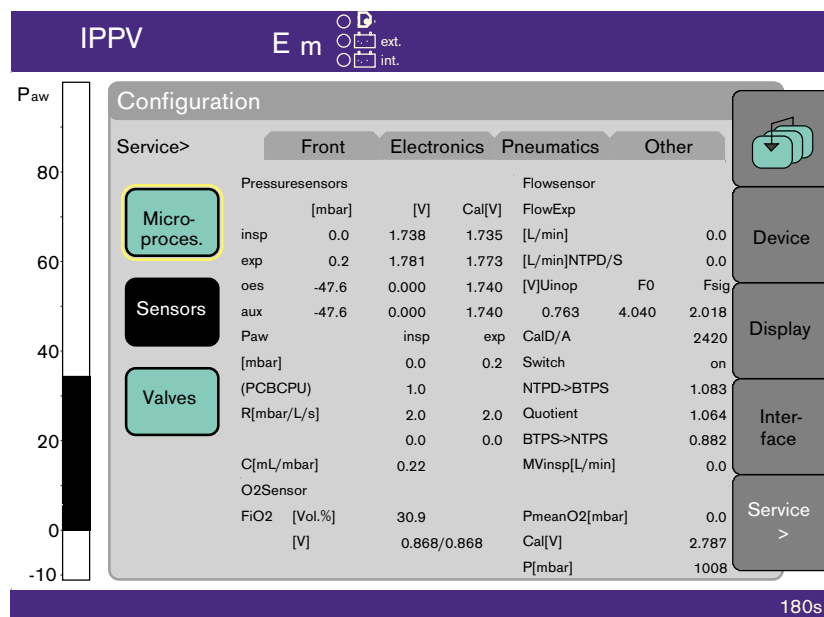 IPPV E m ext.
int.
Paw
80
60
40
20
0
-10
Configuration
Service> Front Electronics Pneumatics Other
Micro-
proces.
Sensors
Valves
Pressuresensors Flowsensor
[mbar] [V] Cal[V] FlowExp
insp 0.0 1.738 1.735 [L/min] 0.0
exp 0.2 1.781 1.773 [L/min]NTPD/S 0.0
oes -47.6 0.000 1.740 [V]Uinop F0 Fsig
aux -47.6 0.000 1.740 0.763 4.040 2.018
Paw insp exp CalD/A 2420
[mbar] 0.0 0.2 Switch on
(PCBCPU) 1.0 NTPD->BTPS 1.083
R[mbar/L/s] 2.0 2.0 Quotient 1.064
0.0 0.0 BTPS->NTPS 0.882
C[mL/mbar] 0.22 MVinsp[L/min] 0.0
O2Sensor
FiO2 [Vol.%] 30.9 PmeanO2[mbar] 0.0
[V] 0.868/0.868 Cal[V] 2.787
P[mbar] 1008
Device
Display
Inter-
face
Service
>
180s